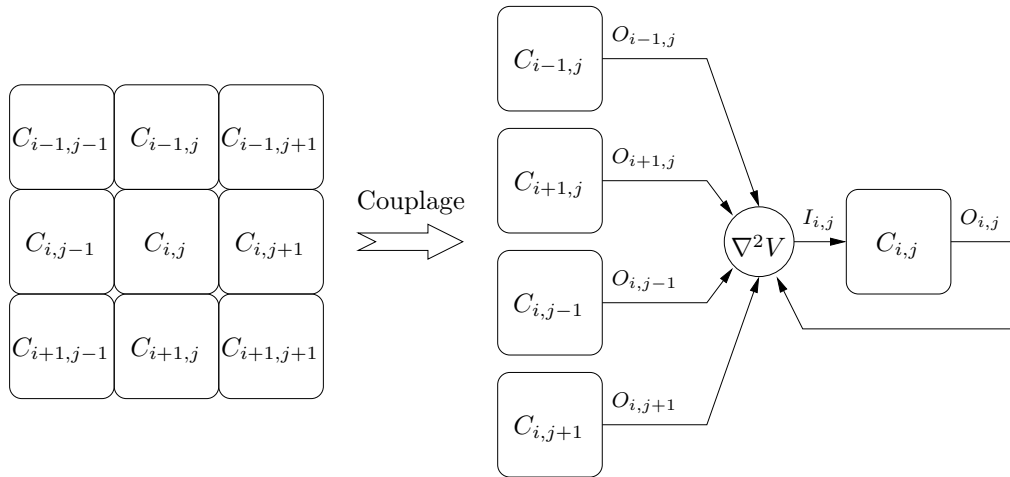 C_{i-1,j-1} C_{i-1,j} C_{i-1,j+1}
C_{i,j-1} C_{i,j} C_{i,j+1}
C_{i+1,j-1} C_{i+1,j} C_{i+1,j+1}
Couplage
C_{i-1,j} O_{i-1,j}
C_{i+1,j} O_{i+1,j}
C_{i,j-1} O_{i,j-1}
C_{i,j+1} O_{i,j+1}
∇²V
I_{i,j}
C_{i,j}
O_{i,j}